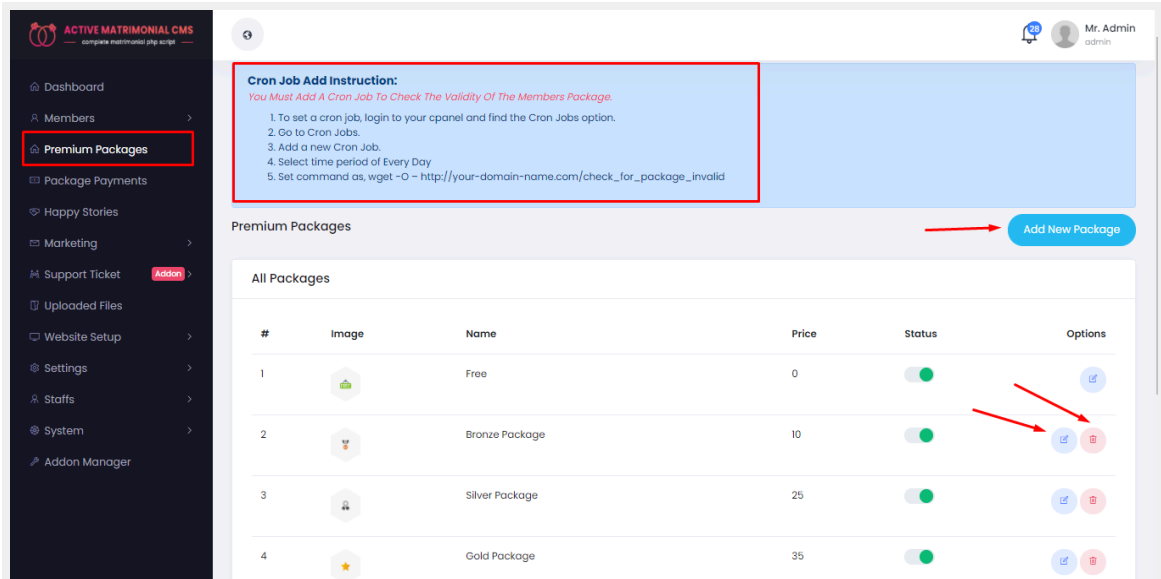 ACTIVE MATRIMONIAL CMS
complete matrimonial php script
28
Mr. Admin
admin
Dashboard
Members
Premium Packages
Package Payments
Happy Stories
Marketing
Support Ticket Addon
Uploaded Files
Website Setup
Settings
Staffs
System
Addon Manager
Cron Job Add Instruction:
You Must Add A Cron Job To Check The Validity Of The Members Package.
1. To set a cron job, login to your cpanel and find the Cron Jobs option.
2. Go to Cron Jobs.
3. Add a new Cron Job.
4. Select time period of Every Day
5. Set command as, wget -O – http://your-domain-name.com/check_for_package_invalid
Premium Packages
Add New Package
All Packages
# Image Name Price Status Options
1 Free 0
2 Bronze Package 10
3 Silver Package 25
4 Gold Package 35